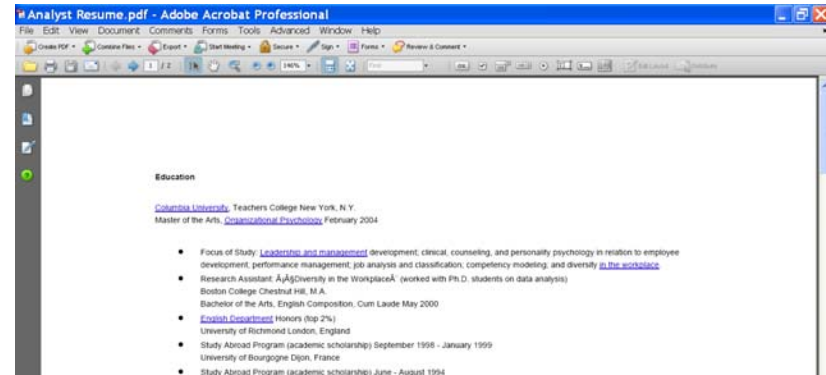 Analyst Resume.pdf - Adobe Acrobat Professional
File Edit View Document Comments Forms Tools Advanced Window Help
Create PDF Combine Files Export Start Meeting Secure Sign Forms Review & Comment
1 / 2 146% Find
Education
Columbia University, Teachers College New York, N.Y.
Master of the Arts, Organizational Psychology February 2004
• Focus of Study: Leadership and management development; clinical, counseling, and personality psychology in relation to employee
development; performance management; job analysis and classification; competency modeling; and diversity in the workplace.
• Research Assistant: Â¡Â§Diversity in the WorkplaceÂ¨ (worked with Ph.D. students on data analysis)
Boston College Chestnut Hill, M.A.
Bachelor of the Arts, English Composition, Cum Laude May 2000
• English Department Honors (top 2%)
University of Richmond London, England
• Study Abroad Program (academic scholarship) September 1998 - January 1999
University of Bourgogne Dijon, France
• Study Abroad Program (academic scholarship) June - August 1994